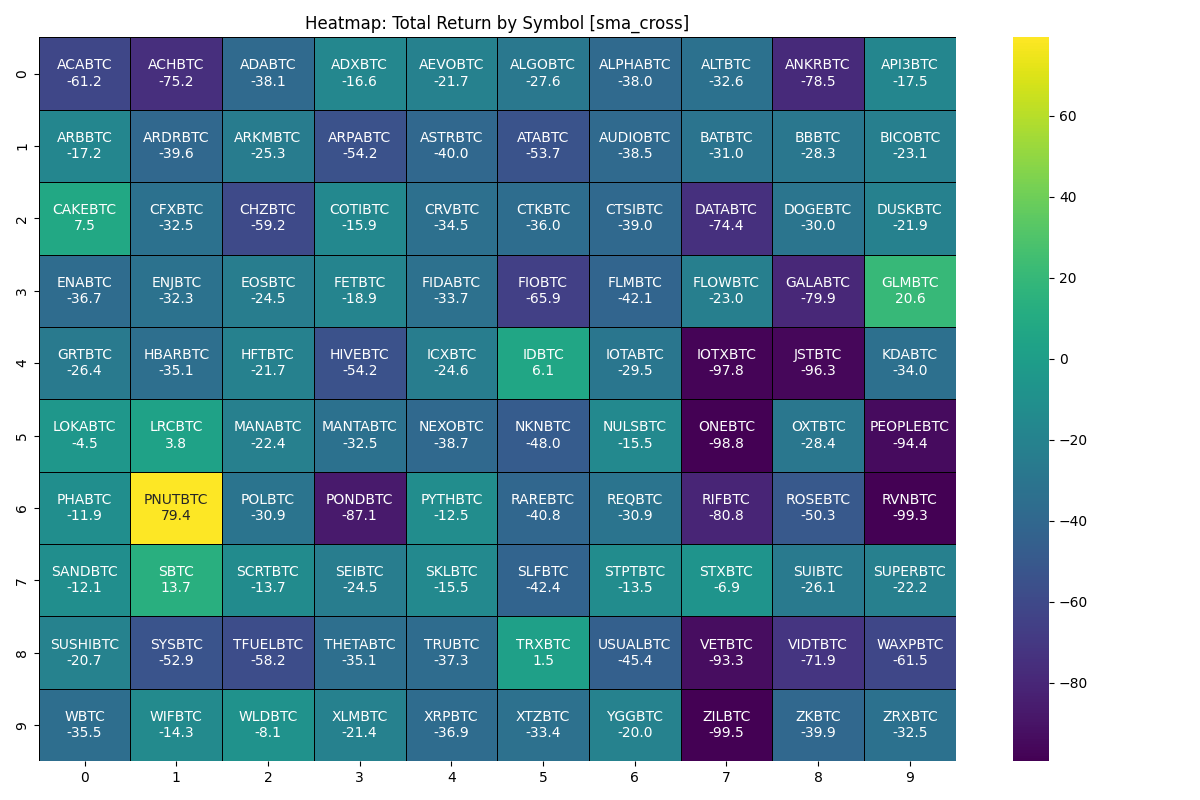 Heatmap: Total Return by Symbol [sma_cross]
0
ACABTC ACHBTC ADABTC ADXBTC AEVOBTC ALGOBTC ALPHABTC ALTBTC ANKRBTC API3BTC
-61.2 -75.2 -38.1 -16.6 -21.7 -27.6 -38.0 -32.6 -78.5 -17.5
1
ARBBTC ARDRBTC ARKMBTC ARPABTC ASTRBTC ATABTC AUDIOBTC BATBTC BBBTC BICOBTC
-17.2 -39.6 -25.3 -54.2 -40.0 -53.7 -38.5 -31.0 -28.3 -23.1
2
CAKEBTC CFXBTC CHZBTC COTIBTC CRVBTC CTKBTC CTSIBTC DATABTC DOGEBTC DUSKBTC
7.5 -32.5 -59.2 -15.9 -34.5 -36.0 -39.0 -74.4 -30.0 -21.9
3
ENABTC ENJBTC EOSBTC FETBTC FIDABTC FIOBTC FLMBTC FLOWBTC GALABTC GLMBTC
-36.7 -32.3 -24.5 -18.9 -33.7 -65.9 -42.1 -23.0 -79.9 20.6
4
GRTBTC HBARBTC HFTBTC HIVEBTC ICXBTC IDBTC IOTABTC IOTXBTC JSTBTC KDABTC
-26.4 -35.1 -21.7 -54.2 -24.6 6.1 -29.5 -97.8 -96.3 -34.0
5
LOKABTC LRCBTC MANABTC MANTABTC NEXOBTC NKNBTC NULSBTC ONEBTC OXTBTC PEOPLEBTC
-4.5 3.8 -22.4 -32.5 -38.7 -48.0 -15.5 -98.8 -28.4 -94.4
6
PHABTC PNUTBTC POLBTC PONDBTC PYTHBTC RAREBTC REQBTC RIFBTC ROSEBTC RVNBTC
-11.9 79.4 -30.9 -87.1 -12.5 -40.8 -30.9 -80.8 -50.3 -99.3
7
SANDBTC SBTC SCRTBTC SEIBTC SKLBTC SLFBTC STPTBTC STXBTC SUIBTC SUPERBTC
-12.1 13.7 -13.7 -24.5 -15.5 -42.4 -13.5 -6.9 -26.1 -22.2
8
SUSHIBTC SYSBTC TFUELBTC THETABTC TRUBTC TRXBTC USUALBTC VETBTC VIDTBTC WAXPBTC
-20.7 -52.9 -58.2 -35.1 -37.3 1.5 -45.4 -93.3 -71.9 -61.5
9
WBTC WIFBTC WLDBTC XLMBTC XRPBTC XTZBTC YGGBTC ZILBTC ZKBTC ZRXBTC
-35.5 -14.3 -8.1 -21.4 -36.9 -33.4 -20.0 -99.5 -39.9 -32.5
0 1 2 3 4 5 6 7 8 9
60
40
20
0
−20
−40
−60
−80